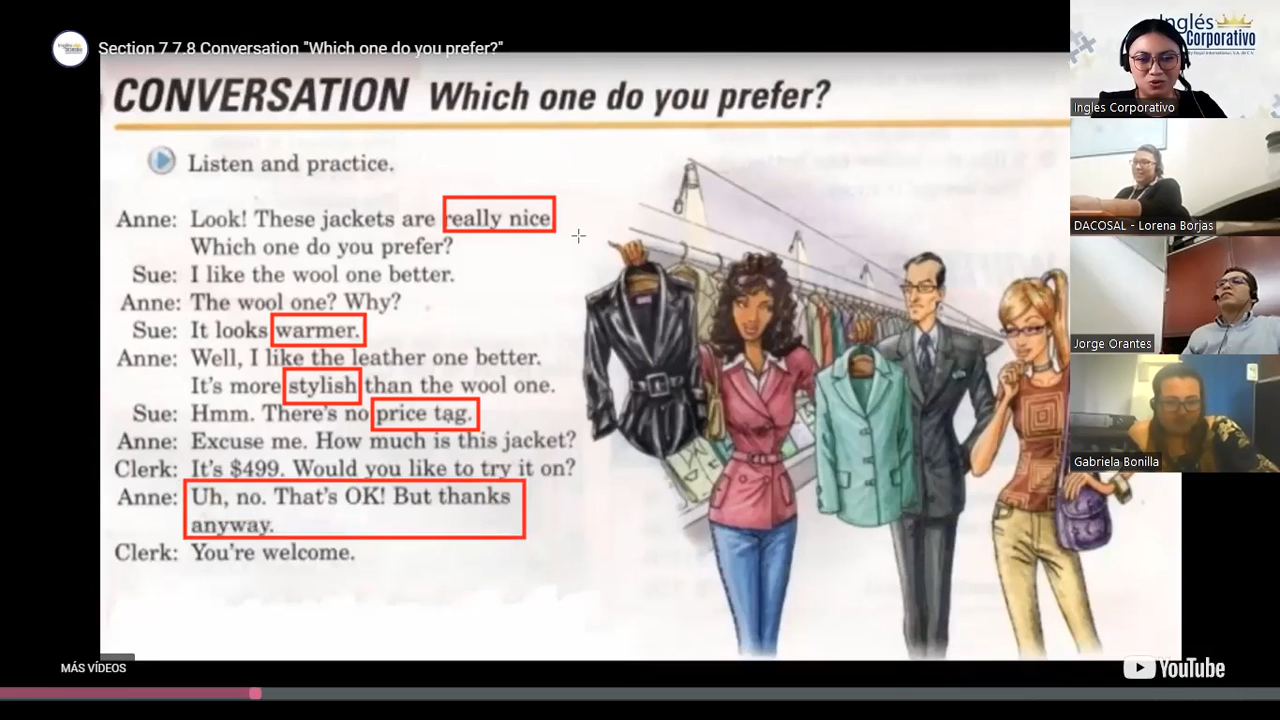 Section 7 7.8 Conversation "Which one do you prefer?"
CONVERSATION Which one do you prefer?
Listen and practice.
Anne: Look! These jackets are really nice
Which one do you prefer?
Sue: I like the wool one better.
Anne: The wool one? Why?
Sue: It looks warmer.
Anne: Well, I like the leather one better.
It's more stylish than the wool one.
Sue: Hmm. There's no price tag.
Anne: Excuse me. How much is this jacket?
Clerk: It's $499. Would you like to try it on?
Anne: Uh, no. That's OK! But thanks
anyway.
Clerk: You're welcome.
MÁS VÍDEOS
YouTube
Inglés
Corporativo
Ingles Corporativo
DACOSAL - Lorena Borjas
Jorge Orantes
Gabriela Bonilla